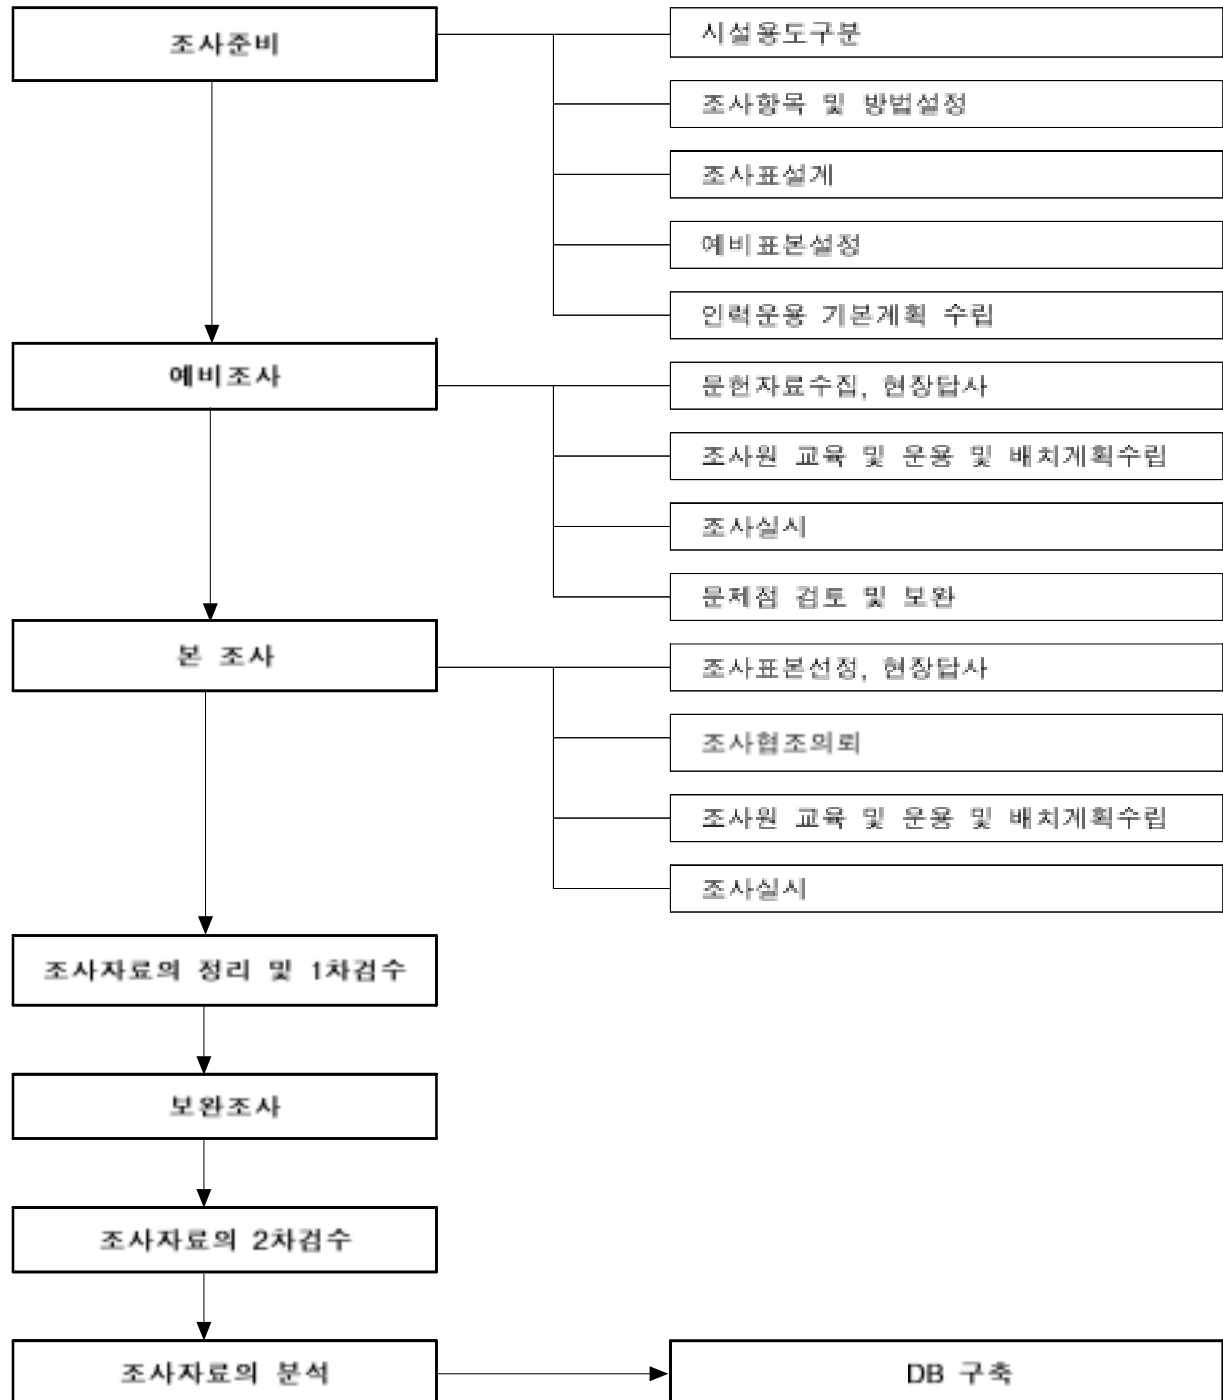 조사준비
시설용도구분
조사항목 및 방법설정
조사표설계
예비표본설정
인력운용 기본계획 수립
예비조사
문헌자료수집, 현장답사
조사원 교육 및 운용 및 배치계획수립
조사실시
문제점 검토 및 보완
본 조사
조사표본선정, 현장답사
조사협조의뢰
조사원 교육 및 운용 및 배치계획수립
조사실시
조사자료의 정리 및 1차검수
보완조사
조사자료의 2차검수
조사자료의 분석
DB 구축